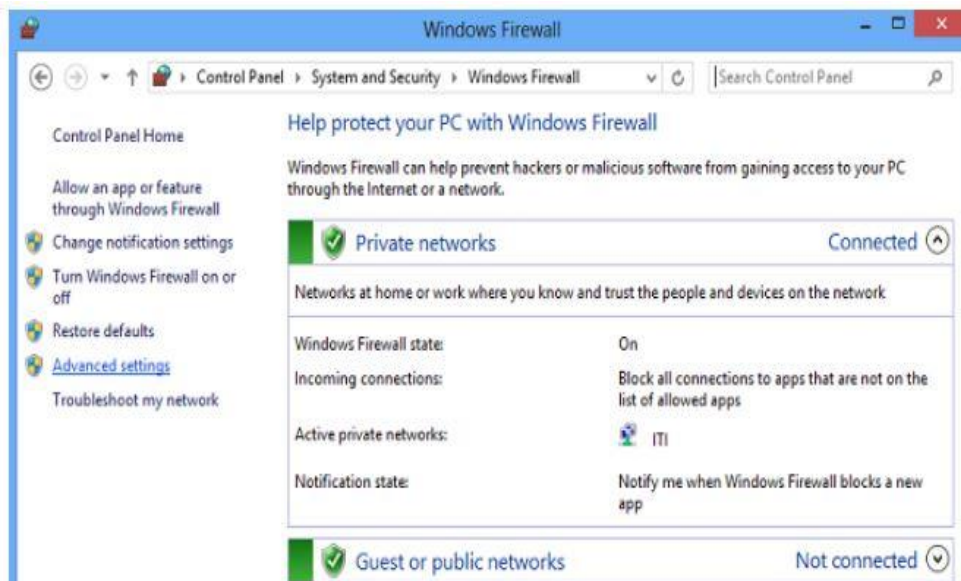 Windows Firewall
Control Panel
System and Security
Windows Firewall
Search Control Panel
Control Panel Home
Allow an app or feature
through Windows Firewall
Change notification settings
Turn Windows Firewall on or
off
Restore defaults
Advanced settings
Troubleshoot my network
Help protect your PC with Windows Firewall
Windows Firewall can help prevent hackers or malicious software from gaining access to your PC
through the Internet or a network.
Private networks Connected
Networks at home or work where you know and trust the people and devices on the network
Windows Firewall state: On
Incoming connections: Block all connections to apps that are not on the
list of allowed apps
Active private networks: ITI
Notification state: Notify me when Windows Firewall blocks a new
app
Guest or public networks Not connected